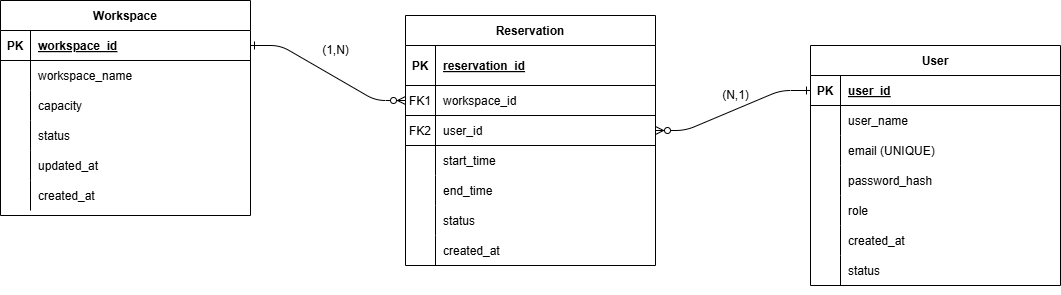 Workspace
PK workspace_id
workspace_name
capacity
status
updated_at
created_at
(1,N)
Reservation
PK reservation_id
FK1 workspace_id
FK2 user_id
start_time
end_time
status
created_at
(N,1)
User
PK user_id
user_name
email (UNIQUE)
password_hash
role
created_at
status